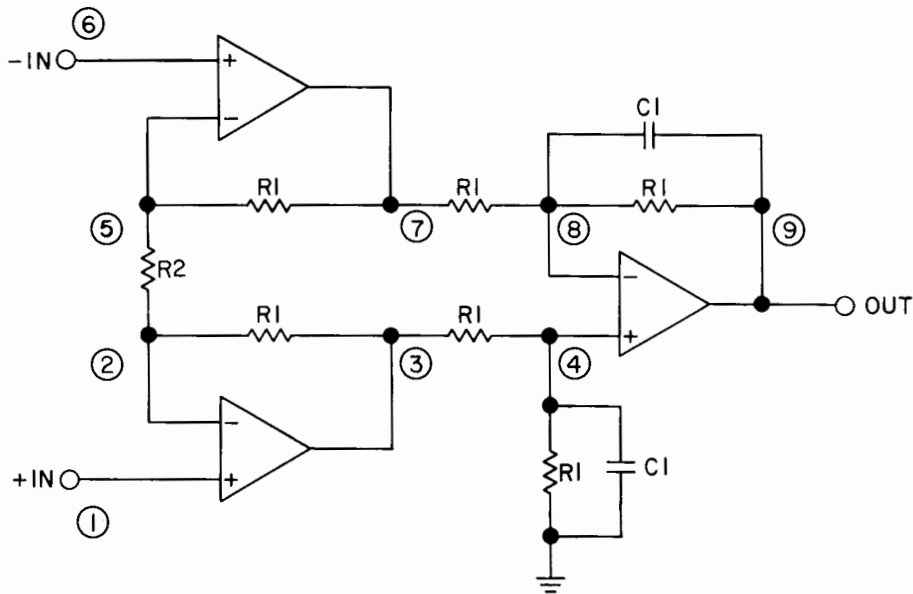 ⑥
-IN
+
-
C1
R1
R1
R1
⑤
⑦
⑧
⑨
R2
-
OUT
R1
R1
+
②
③
④
-
R1
C1
+IN
+
①